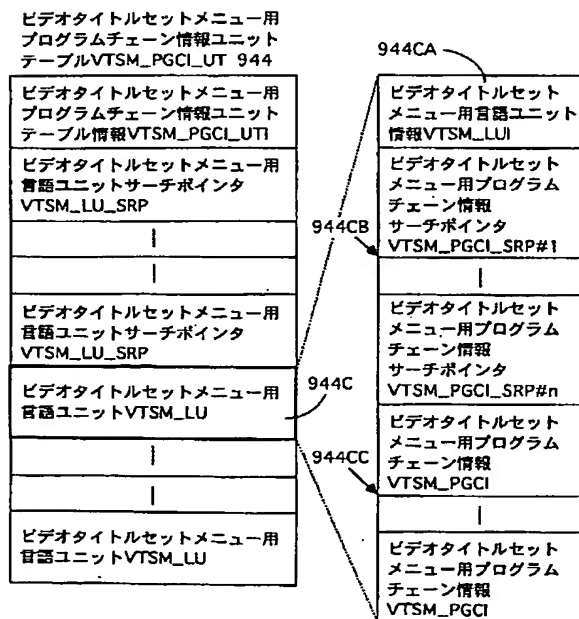 ビデオタイトルセットメニュー用
プログラムチェーン情報ユニット
テーブルVTSM_PGCI_UT 944
ビデオタイトルセットメニュー用
プログラムチェーン情報ユニット
テーブル情報VTSM_PGCI_UTI
ビデオタイトルセットメニュー用
言語ユニットサーチポインタ
VTSM_LU_SRP
ビデオタイトルセットメニュー用
言語ユニットサーチポインタ
VTSM_LU_SRP
ビデオタイトルセットメニュー用
言語ユニットVTSM_LU
ビデオタイトルセットメニュー用
言語ユニットVTSM_LU
944C
944CA
ビデオタイトルセット
メニュー用言語ユニット
情報VTSM_LUI
ビデオタイトルセット
メニュー用プログラム
チェーン情報
サーチポインタ
VTSM_PGCI_SRP#1
944CB
ビデオタイトルセット
メニュー用プログラム
チェーン情報
サーチポインタ
VTSM_PGCI_SRP#n
ビデオタイトルセット
メニュー用プログラム
チェーン情報
VTSM_PGCI
944CC
ビデオタイトルセット
メニュー用プログラム
チェーン情報
VTSM_PGCI